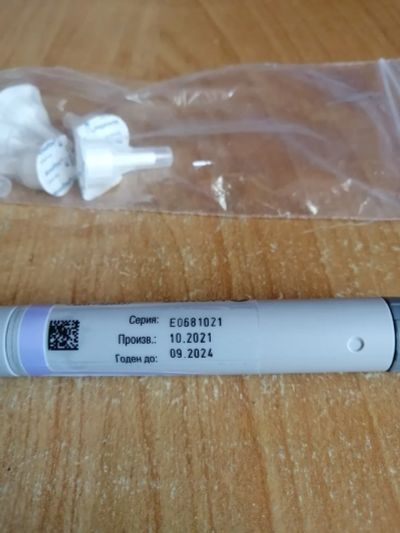 Серия: E0681021
Произв.: 10.2021
Годен до: 09.2024